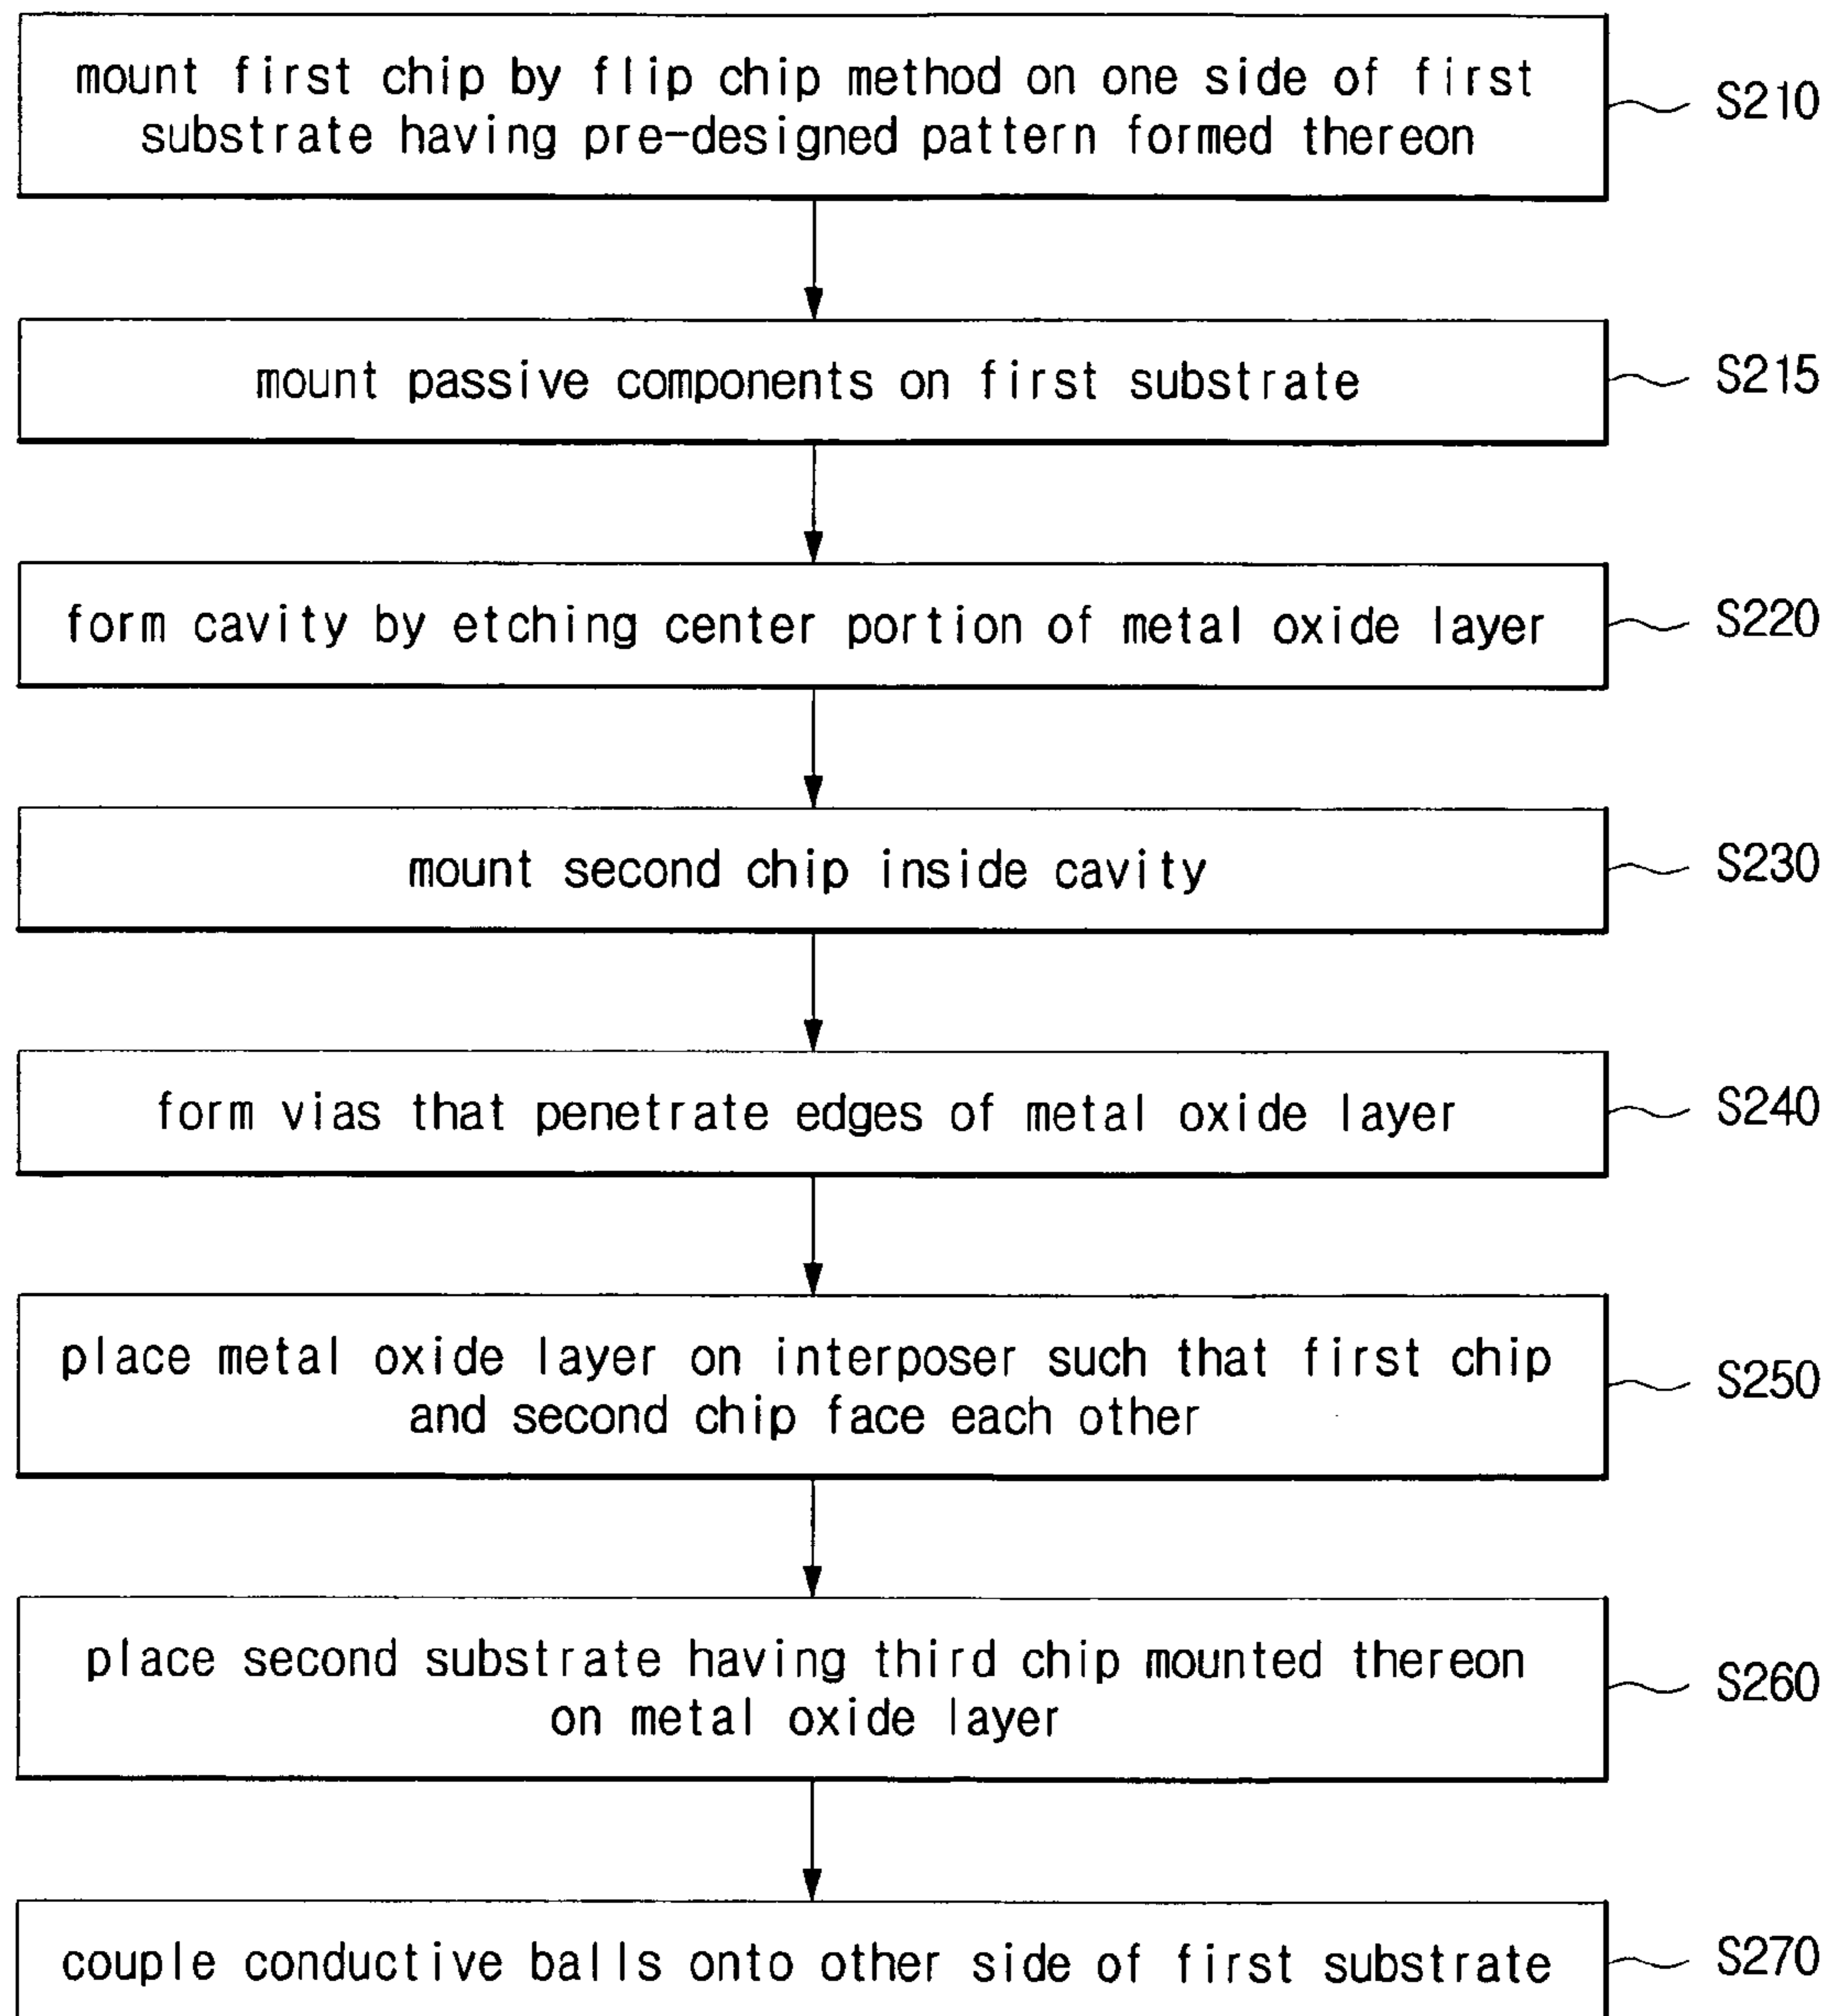 mount first chip by flip chip method on one side of first
substrate having pre-designed pattern formed thereon
S210
mount passive components on first substrate
S215
form cavity by etching center portion of metal oxide layer
S220
mount second chip inside cavity
S230
form vias that penetrate edges of metal oxide layer
S240
place metal oxide layer on interposer such that first chip
and second chip face each other
S250
place second substrate having third chip mounted thereon
on metal oxide layer
S260
couple conductive balls onto other side of first substrate
S270